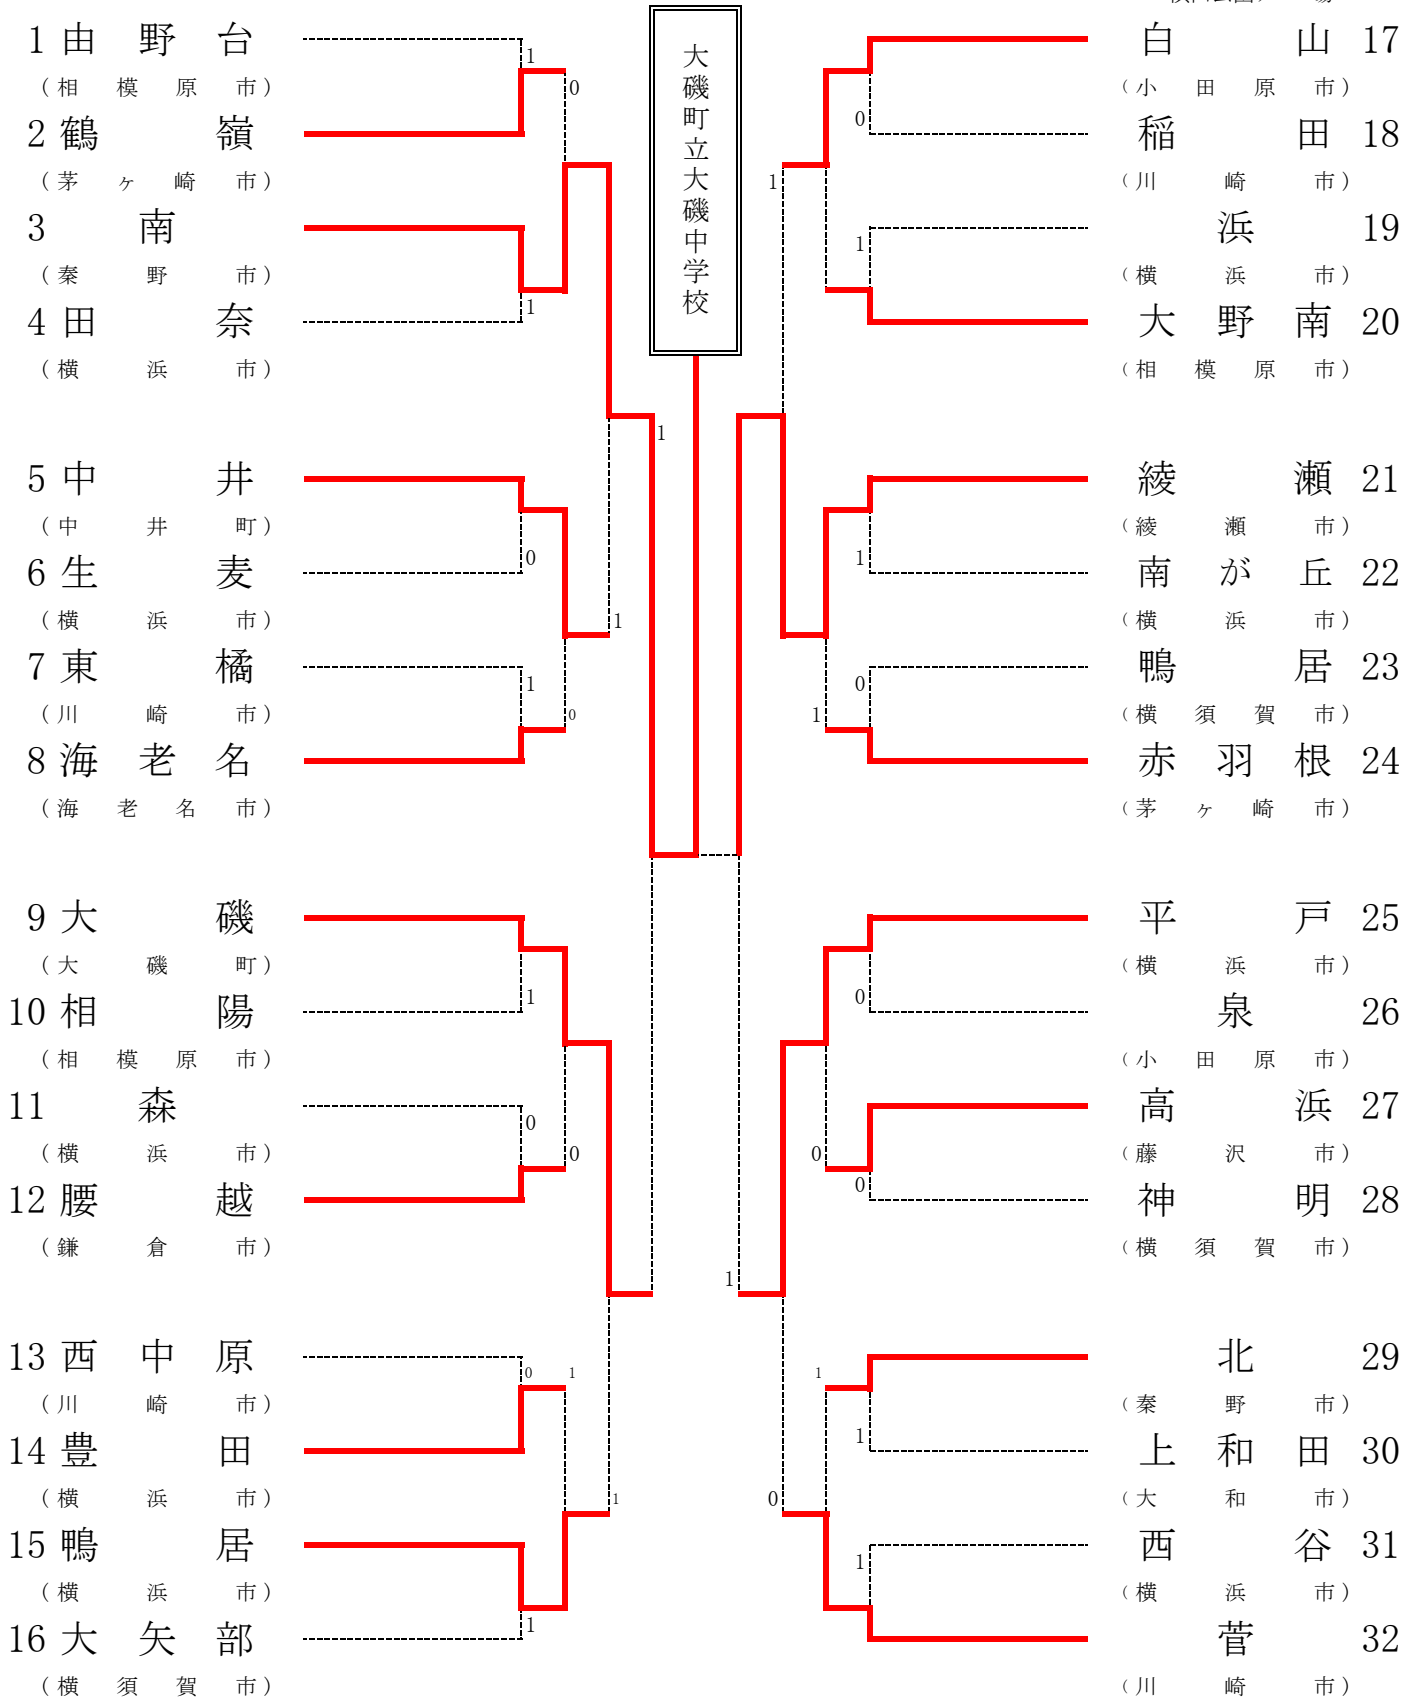 大磯町立大磯中学校
1 由野台
(相模原市)
1
0
2 鶴嶺
(茅ヶ崎市)
3 南
(秦野市)
4 田奈
1
(横浜市)
1
5 中井
(中井町)
6 生麦
0
(横浜市)
1
7 東橘
1
(川崎市)
0
8 海老名
(海老名市)
9 大磯
(大磯町)
10 相陽
1
(相模原市)
11 森
0
(横浜市)
0
12 腰越
(鎌倉市)
13 西中原
0
1
(川崎市)
14 豊田
(横浜市)
1
15 鴨居
(横浜市)
16 大矢部
1
(横須賀市)
白山 17
(小田原市)
0
稲田 18
(川崎市)
1
浜 19
1
(横浜市)
大野南 20
(相模原市)
綾瀬 21
(綾瀬市)
1
南が丘 22
(横浜市)
鴨居 23
0
(横須賀市)
1
赤羽根 24
(茅ヶ崎市)
平戸 25
(横浜市)
0
泉 26
(小田原市)
高浜 27
(藤沢市)
0
0
神明 28
(横須賀市)
1
北 29
1
(秦野市)
1
上和田 30
(大和市)
0
西谷 31
1
(横浜市)
菅 32
(川崎市)